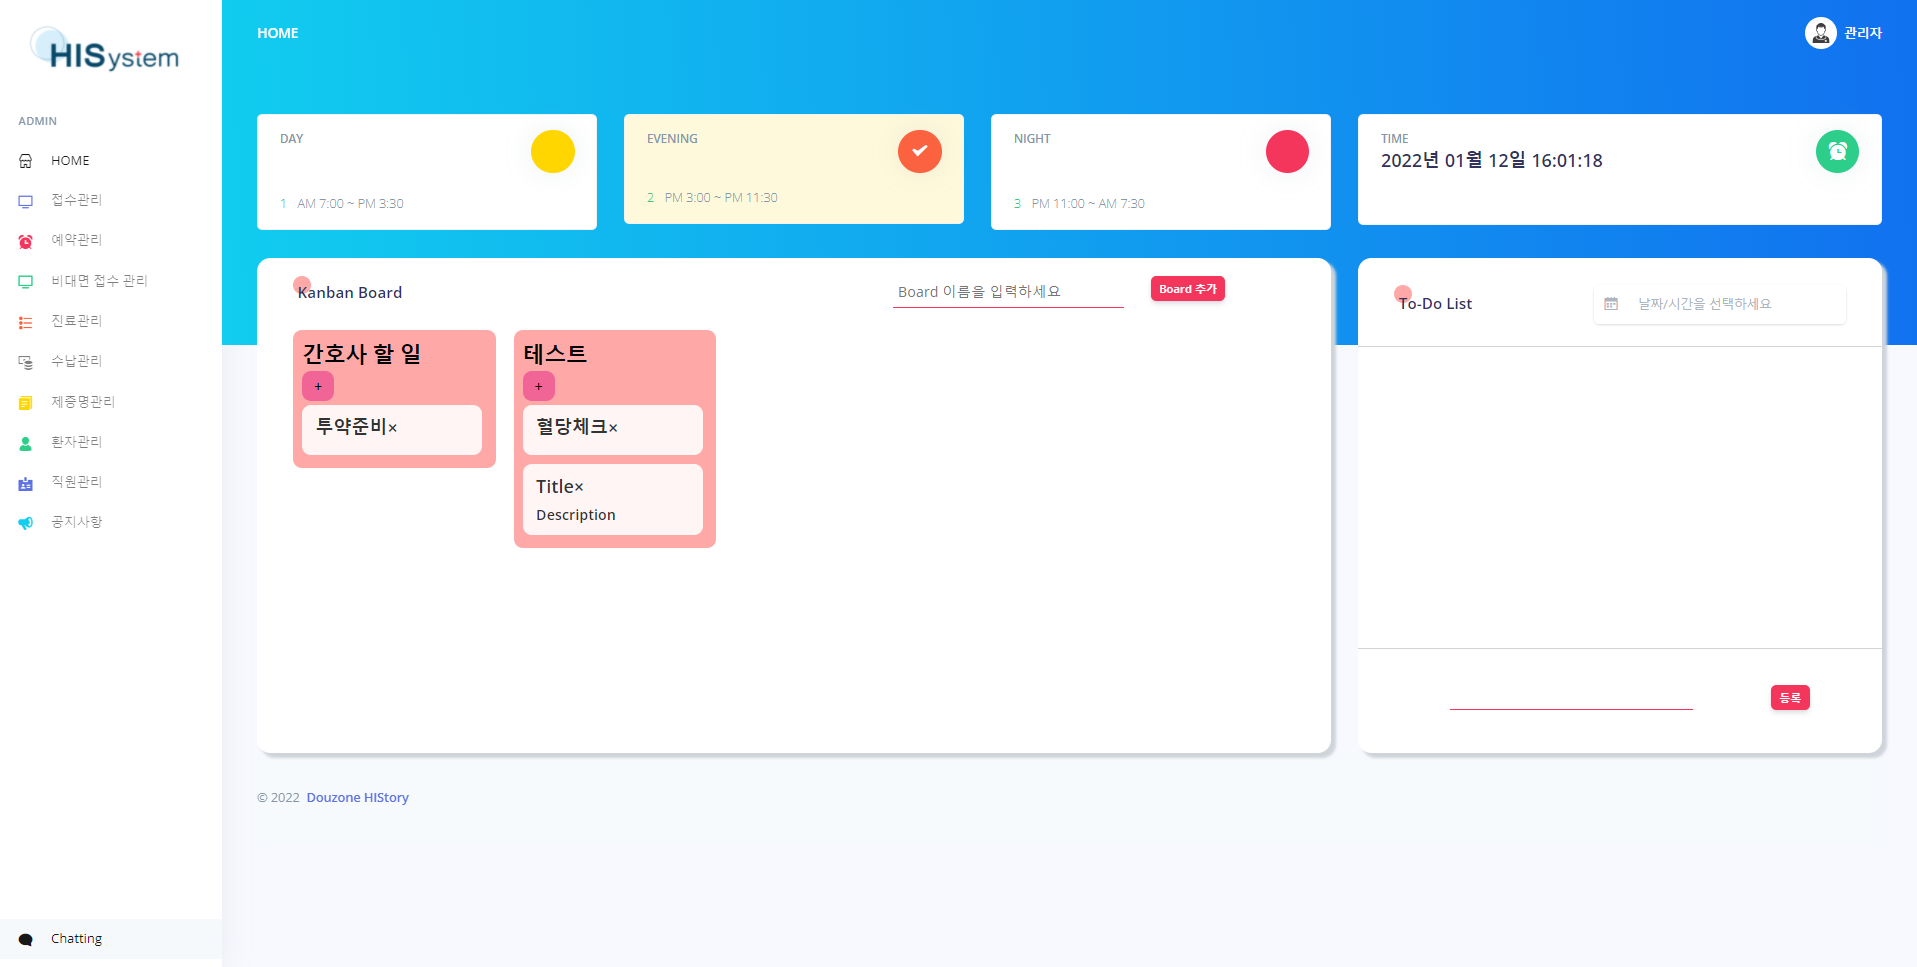 HISystem
ADMIN
HOME
접수관리
예약관리
비대면 접수 관리
진료관리
수납관리
제증명관리
환자관리
직원관리
공지사항
Chatting
HOME
관리자
DAY
1 AM 7:00 ~ PM 3:30
EVENING
2 PM 3:00 ~ PM 11:30
NIGHT
3 PM 11:00 ~ AM 7:30
TIME
2022년 01월 12일 16:01:18
Kanban Board
Board 이름을 입력하세요
Board 추가
간호사 할 일
+
투약준비×
테스트
+
혈당체크×
Title×
Description
To-Do List
날짜/시간을 선택하세요
등록
© 2022 Douzone HIStory